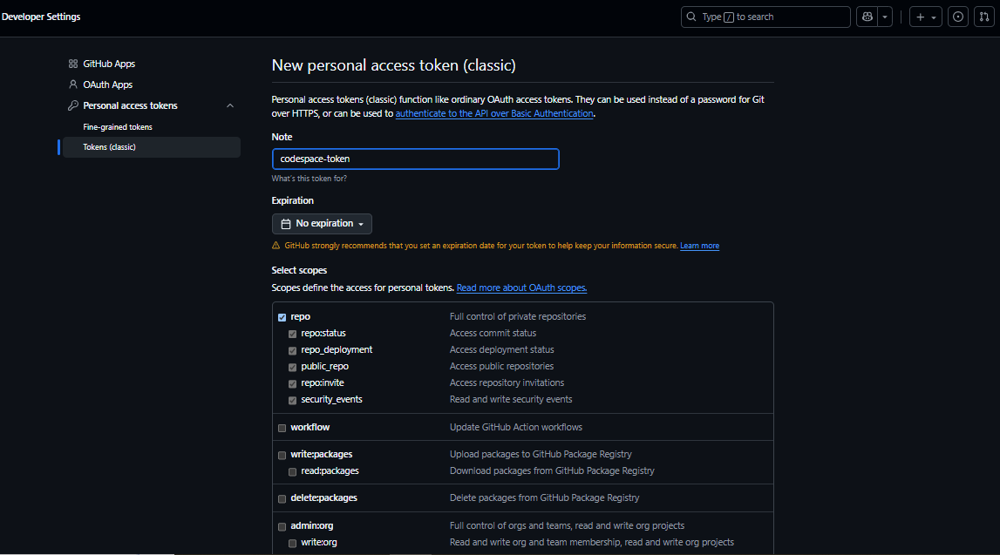 Developer Settings
Type / to search
GitHub Apps
OAuth Apps
Personal access tokens
Fine-grained tokens
Tokens (classic)
New personal access token (classic)
Personal access tokens (classic) function like ordinary OAuth access tokens. They can be used instead of a password for Git
over HTTPS, or can be used to authenticate to the API over Basic Authentication.
Note
codespace-token
What's this token for?
Expiration
No expiration
GitHub strongly recommends that you set an expiration date for your token to help keep your information secure. Learn more
Select scopes
Scopes define the access for personal tokens. Read more about OAuth scopes.
repo Full control of private repositories
repo:status Access commit status
repo_deployment Access deployment status
public_repo Access public repositories
repo:invite Access repository invitations
security_events Read and write security events
workflow Update GitHub Action workflows
write:packages Upload packages to GitHub Package Registry
read:packages Download packages from GitHub Package Registry
delete:packages Delete packages from GitHub Package Registry
admin:org Full control of orgs and teams, read and write org projects
write:org Read and write org and team membership, read and write org projects